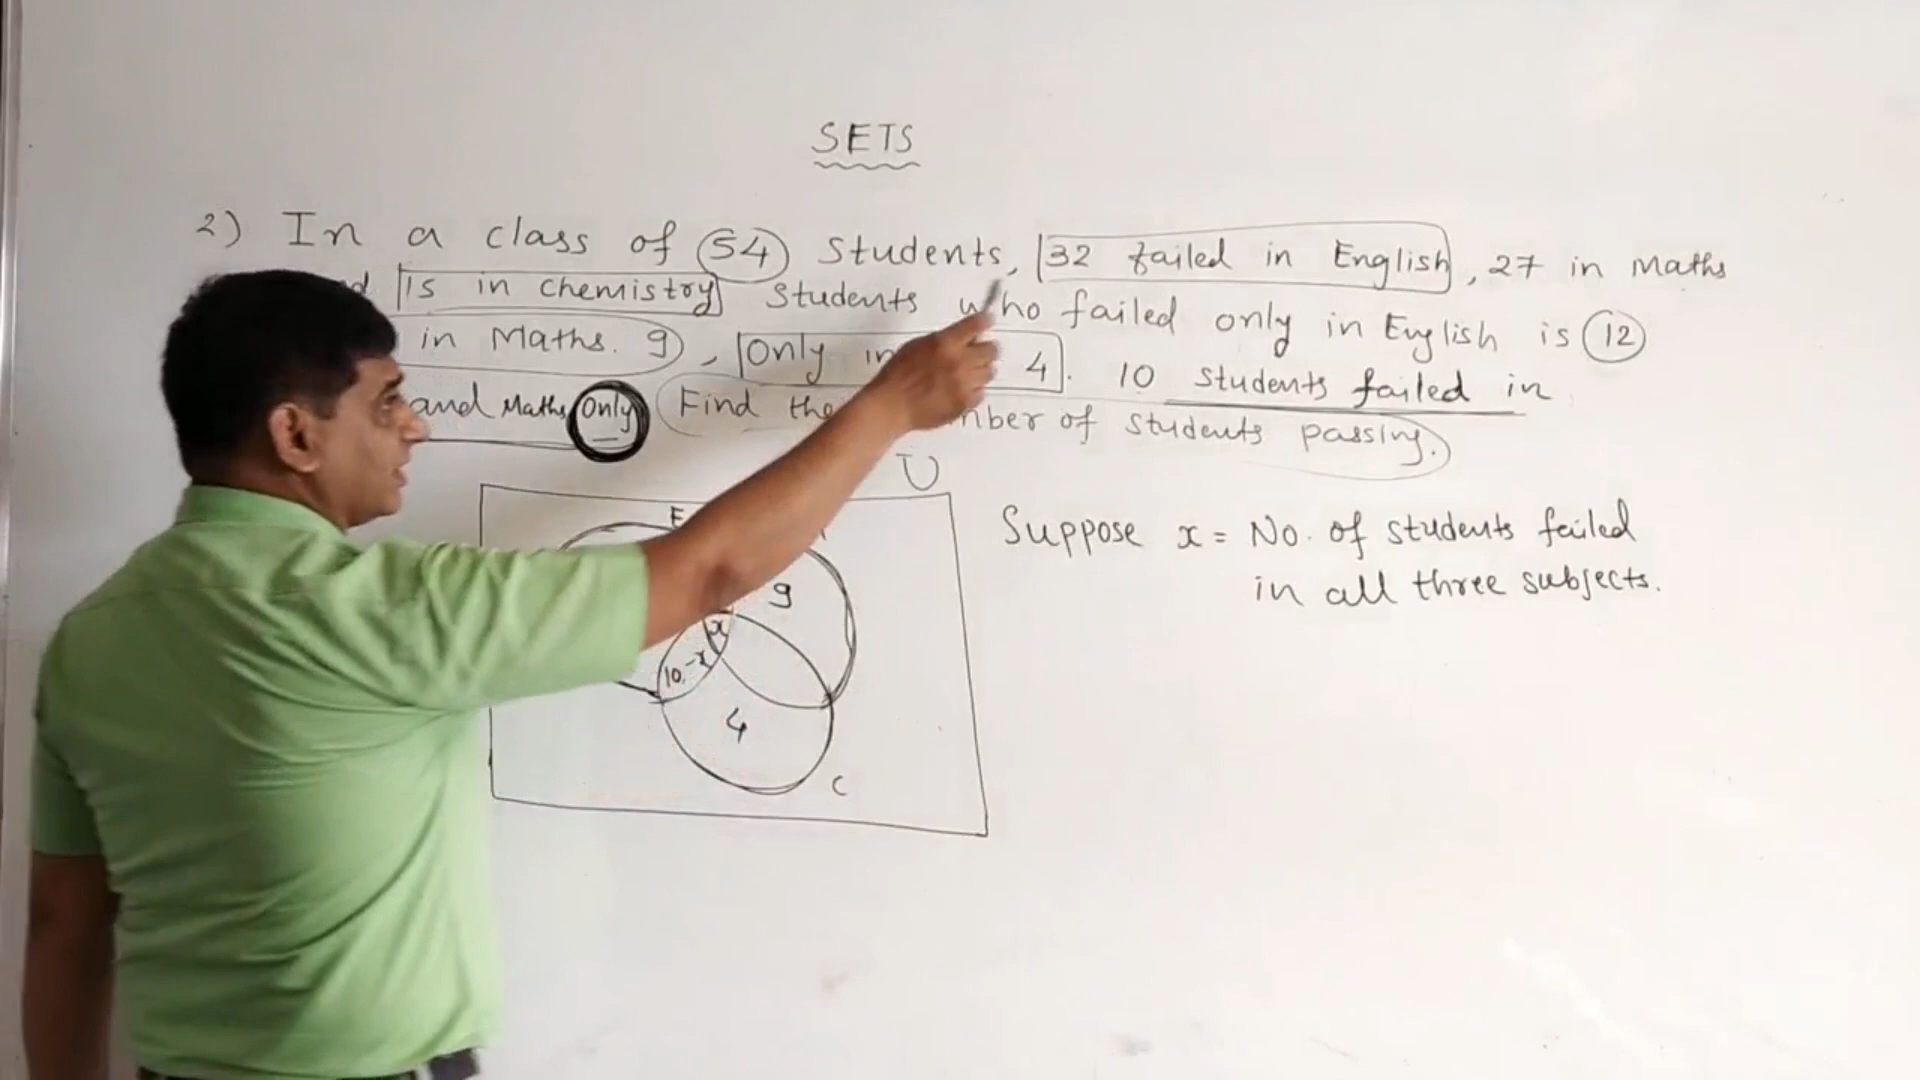 SETS
2) In a class of 54 Students, 32 failed in English, 27 in Maths
15 in chemistry Students who failed only in English is 12
in Maths. 9, Only in 4. 10 students failed in
and Maths Only Find the of students passing.
U
E
Suppose x = No. of students failed
in all three subjects.
9
x
10-x
4
C